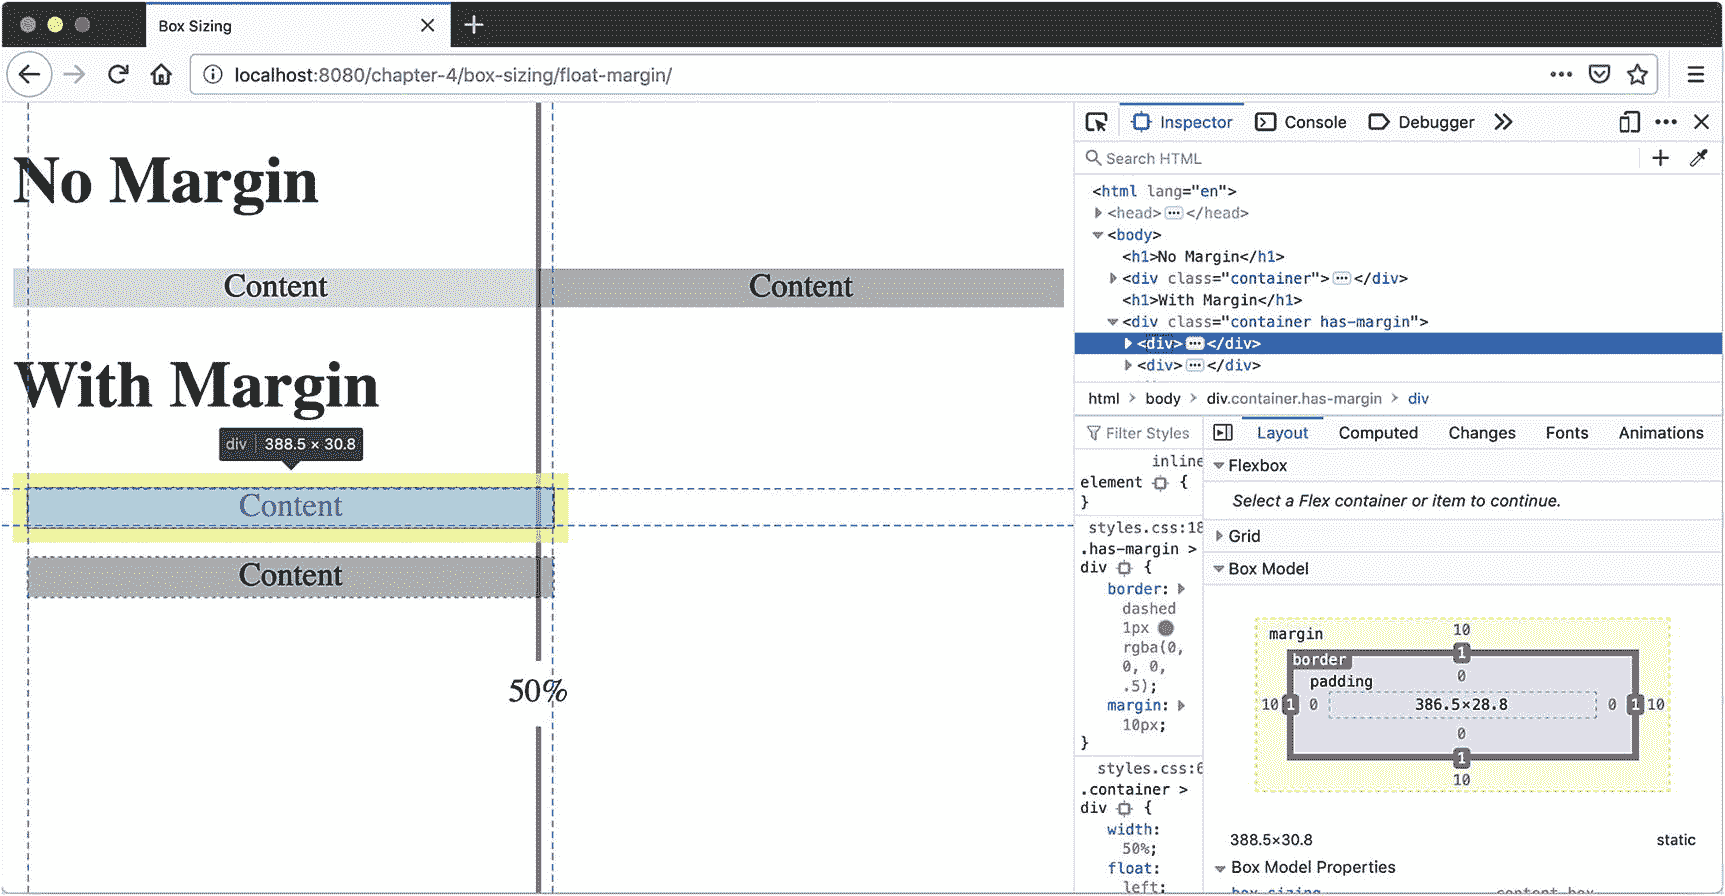 Box Sizing
localhost:8080/chapter-4/box-sizing/float-margin/
No Margin
Content Content
With Margin
div 388.5 × 30.8
Content
Content
50%
Inspector Console Debugger
Search HTML
<html lang="en">
<head> </head>
<body>
<h1>No Margin</h1>
<div class="container"> </div>
<h1>With Margin</h1>
<div class="container has-margin">
<div> </div>
<div> </div>
html > body > div.container.has-margin > div
Filter Styles
inline
element {
}
styles.css:18
.has-margin >
div {
border:
dashed
1px
rgba(0,
0, 0,
.5);
margin:
10px;
}
styles.css:6
.container >
div {
width:
50%;
float:
left;
Layout Computed Changes Fonts Animations
Flexbox
Select a Flex container or item to continue.
Grid
Box Model
margin 10
border 1
padding 0
10 1 0 386.5×28.8 0 1 10
0
1
10
388.5×30.8 static
Box Model Properties
box-sizing content-box